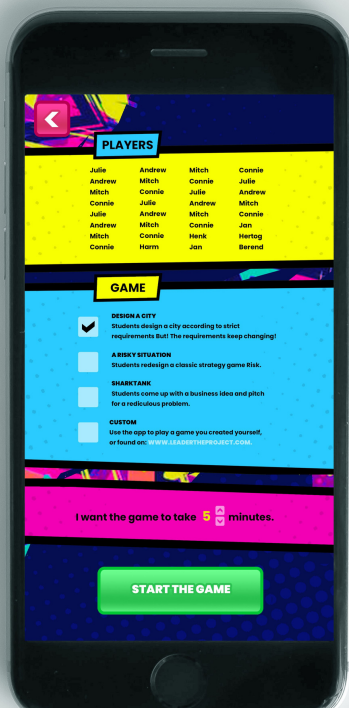 PLAYERS
Julie Andrew Mitch Connie
Andrew Mitch Connie Julie
Mitch Connie Julie Andrew
Connie Julie Andrew Mitch
Julie Andrew Mitch Connie
Andrew Mitch Connie Jan
Mitch Connie Henk Hertog
Connie Harm Jan Berend
GAME
DESIGN A CITY
Students design a city according to strict
requirements But! The requirements keep changing!
A RISKY SITUATION
Students redesign a classic strategy game Risk.
SHARKTANK
Students come up with a business idea and pitch
for a rediculous problem.
CUSTOM
Use the app to play a game you created yourself,
or found on: WWW.LEADERTHEPROJECT.COM.
I want the game to take 5 minutes.
START THE GAME